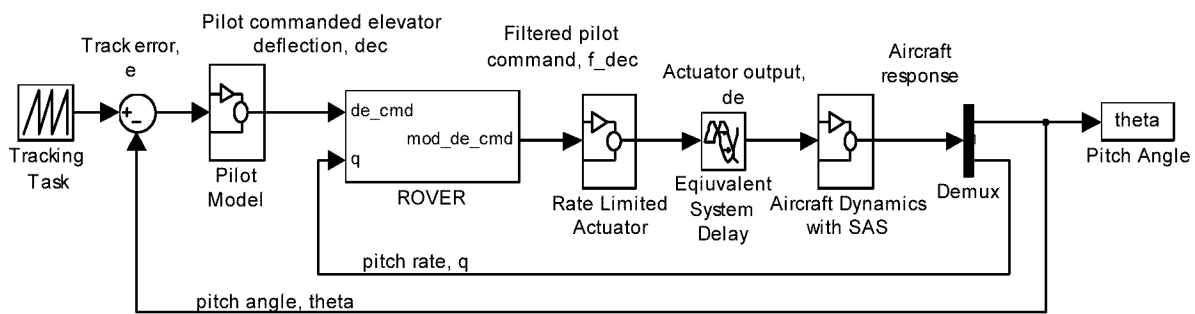 Pilot commanded elevator
deflection, dec
Track error,
e
Filtered pilot
command, f_dec
Actuator output,
de
Aircraft
response
Tracking
Task
+
-
Pilot
Model
de_cmd
mod_de_cmd
q
ROVER
Rate Limited
Actuator
Eqiuvalent
System
Delay
Aircraft Dynamics
with SAS
Demux
theta
Pitch Angle
pitch rate, q
pitch angle, theta